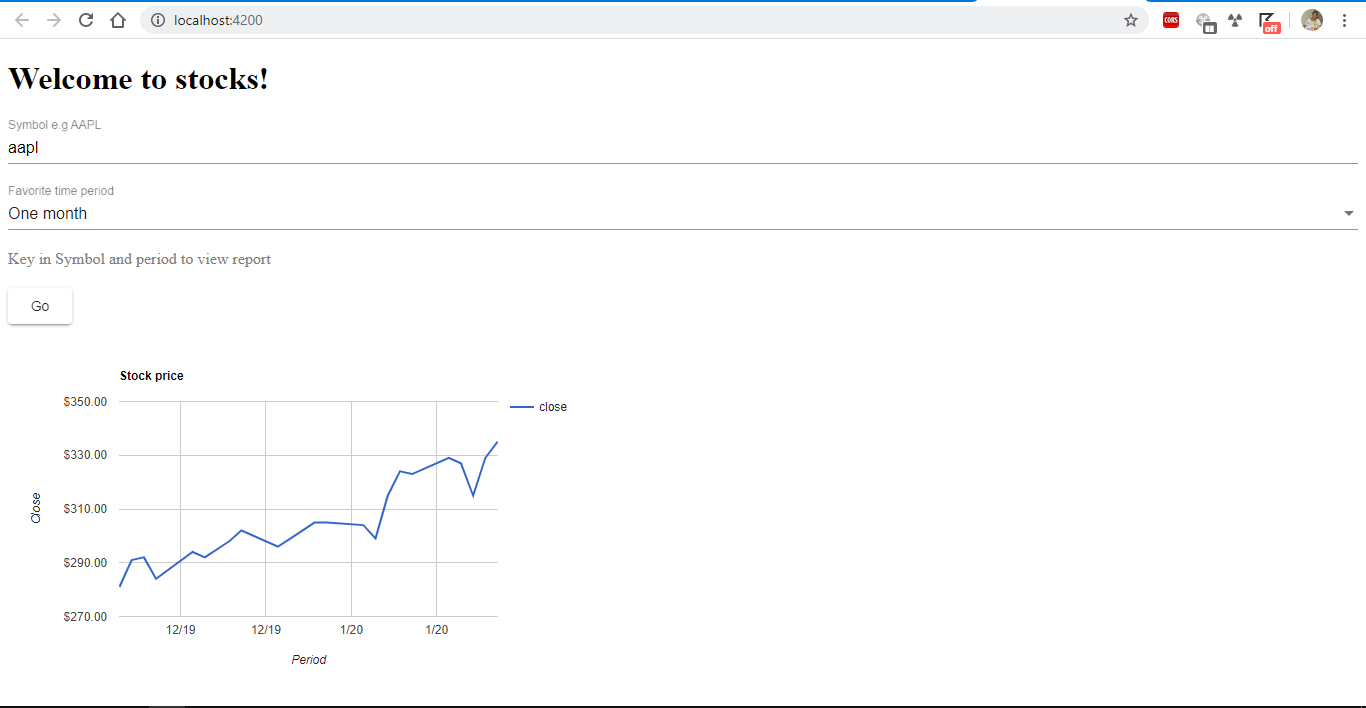 localhost:4200
CORS
off
Welcome to stocks!
Symbol e.g AAPL
aapl
Favorite time period
One month
Key in Symbol and period to view report
Go
Stock price
$350.00
close
$330.00
$310.00
Close
$290.00
$270.00
12/19 12/19 1/20 1/20
Period